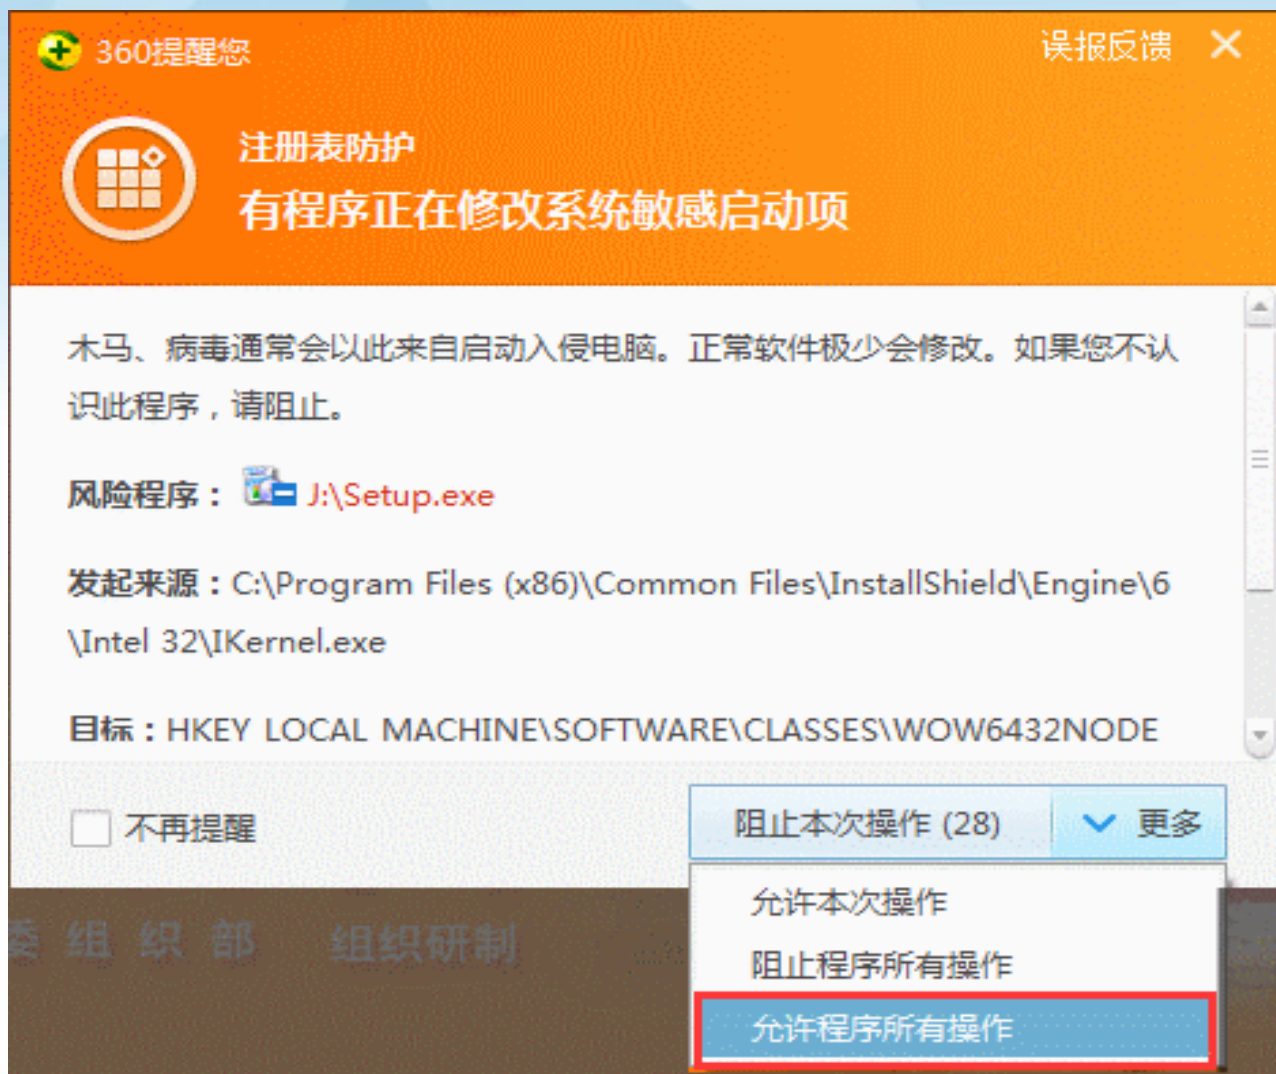 360提醒您
误报反馈
注册表防护
有程序正在修改系统敏感启动项
木马、病毒通常会以此来自启动入侵电脑。正常软件极少会修改。如果您不认
识此程序，请阻止。
风险程序： J:\Setup.exe
发起来源：C:\Program Files (x86)\Common Files\InstallShield\Engine\6
\Intel 32\IKernel.exe
目标：HKEY LOCAL MACHINE\SOFTWARE\CLASSES\WOW6432NODE
不再提醒
阻止本次操作 (28)
更多
允许本次操作
阻止程序所有操作
允许程序所有操作
委组织部 组织研制